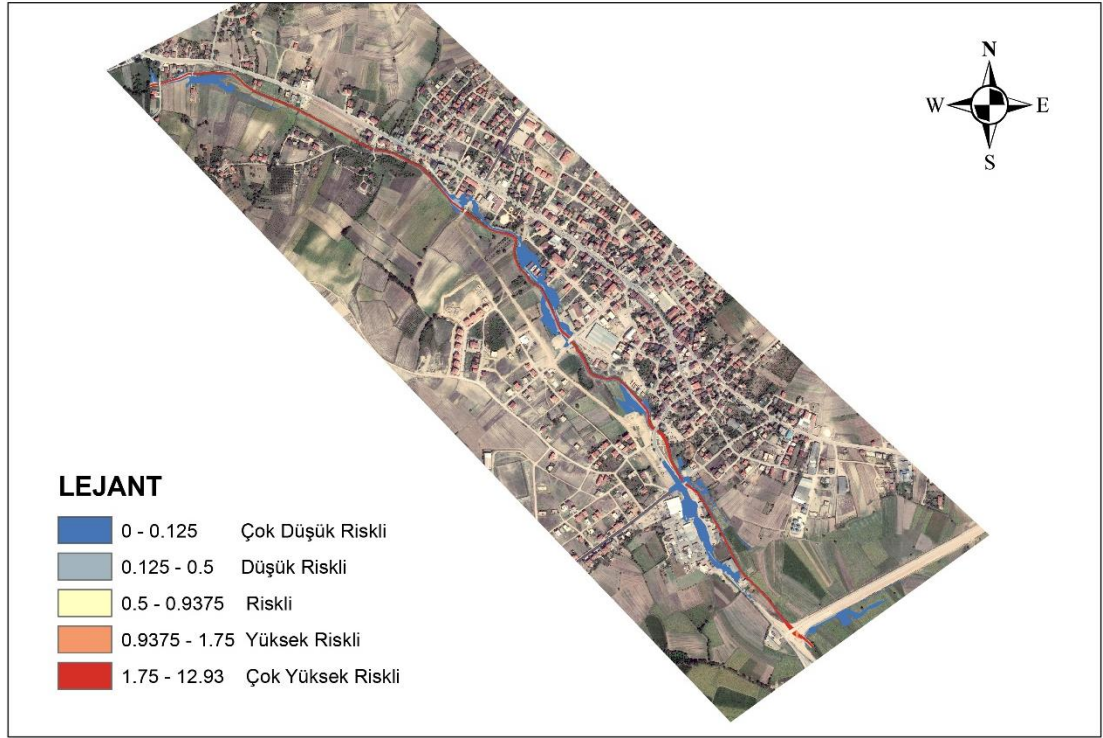 N
W E
S
LEJANT
0 - 0.125 Çok Düşük Riskli
0.125 - 0.5 Düşük Riskli
0.5 - 0.9375 Riskli
0.9375 - 1.75 Yüksek Riskli
1.75 - 12.93 Çok Yüksek Riskli